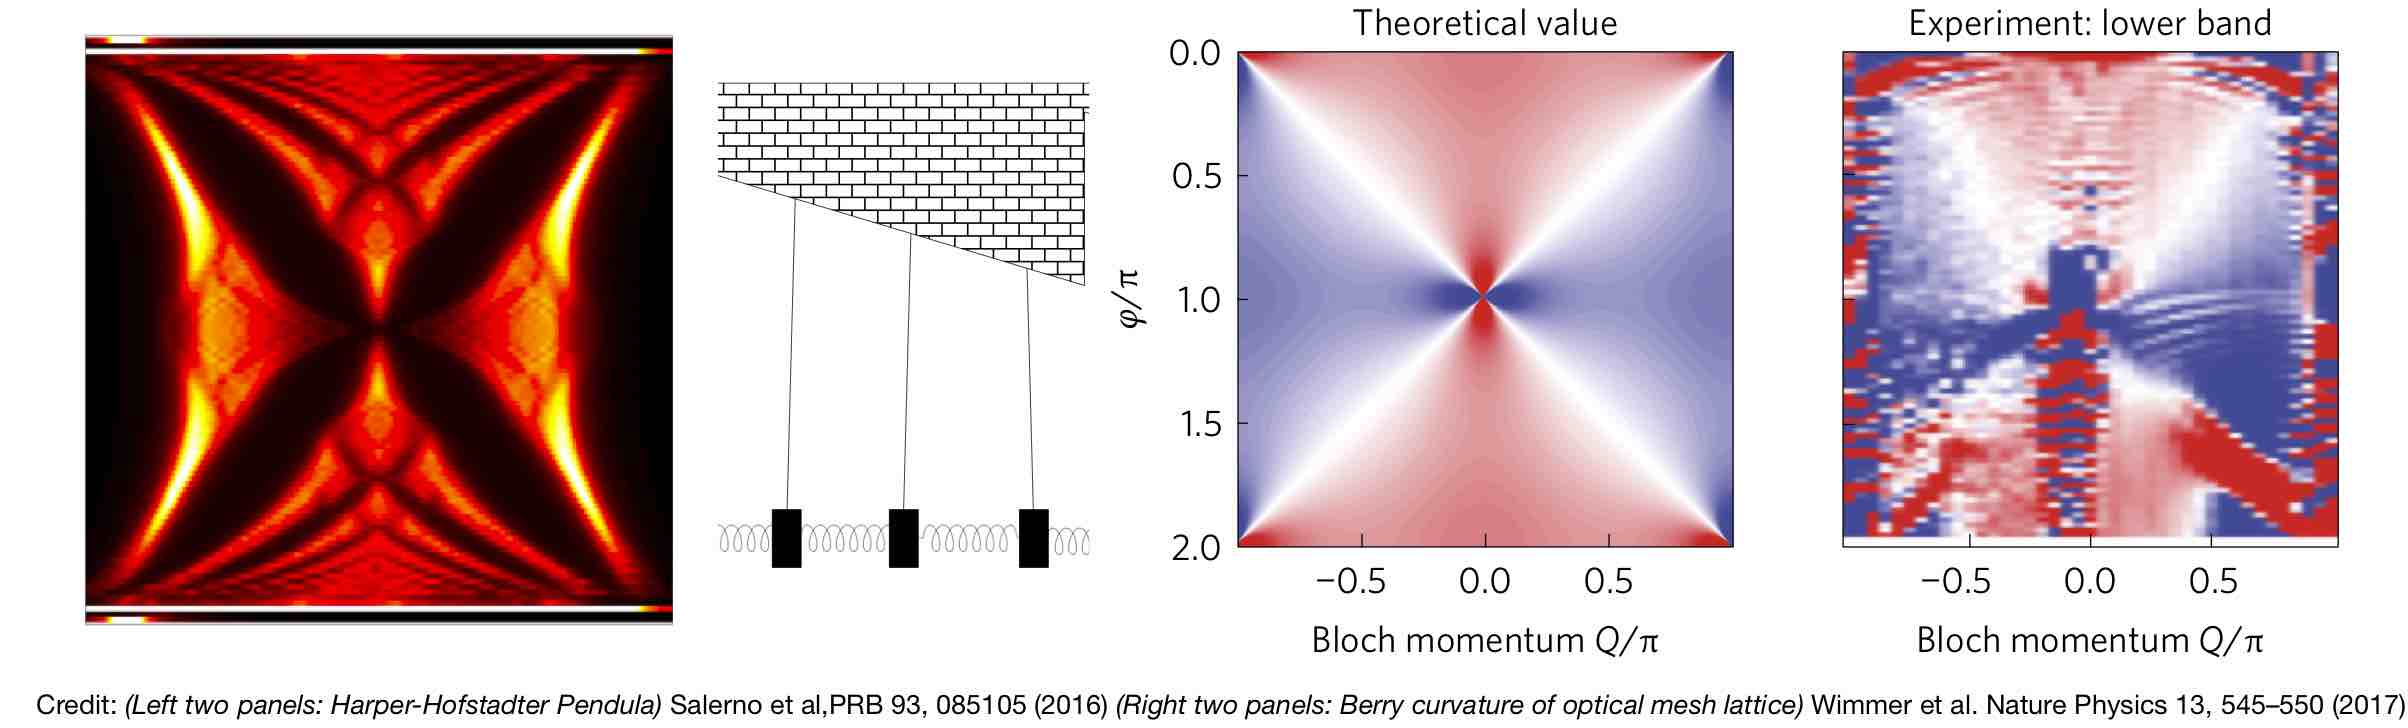 Theoretical value
0.0
0.5
1.0
1.5
2.0
φ/π
−0.5 0.0 0.5
Bloch momentum Q/π
Experiment: lower band
−0.5 0.0 0.5
Bloch momentum Q/π
Credit: (Left two panels: Harper-Hofstadter Pendula) Salerno et al,PRB 93, 085105 (2016) (Right two panels: Berry curvature of optical mesh lattice) Wimmer et al. Nature Physics 13, 545–550 (2017)